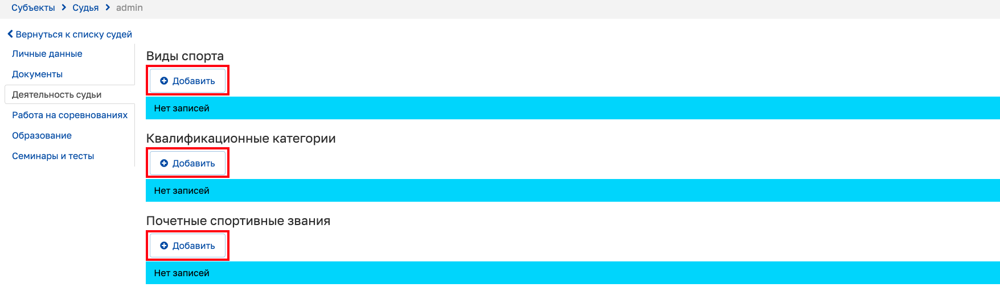 Субъекты Судья admin
Вернуться к списку судей
Личные данные
Документы
Деятельность судьи
Работа на соревнованиях
Образование
Семинары и тесты
Виды спорта
Добавить
Нет записей
Квалификационные категории
Добавить
Нет записей
Почетные спортивные звания
Добавить
Нет записей